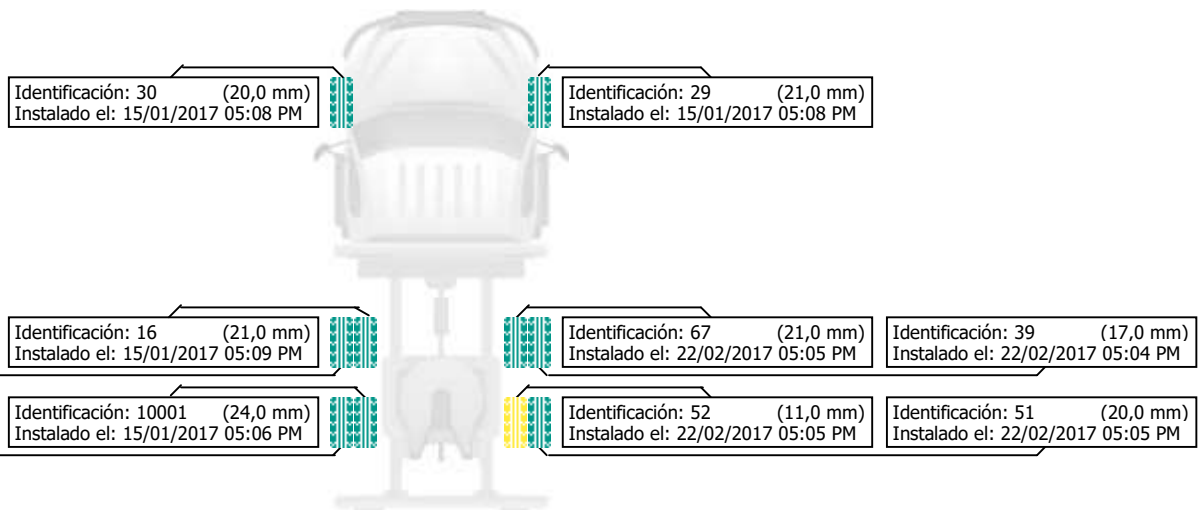 Identificación: 30 (20,0 mm)
Instalado el: 15/01/2017 05:08 PM
Identificación: 29 (21,0 mm)
Instalado el: 15/01/2017 05:08 PM
Identificación: 16 (21,0 mm)
Instalado el: 15/01/2017 05:09 PM
Identificación: 67 (21,0 mm)
Instalado el: 22/02/2017 05:05 PM
Identificación: 39 (17,0 mm)
Instalado el: 22/02/2017 05:04 PM
Identificación: 10001 (24,0 mm)
Instalado el: 15/01/2017 05:06 PM
Identificación: 52 (11,0 mm)
Instalado el: 22/02/2017 05:05 PM
Identificación: 51 (20,0 mm)
Instalado el: 22/02/2017 05:05 PM